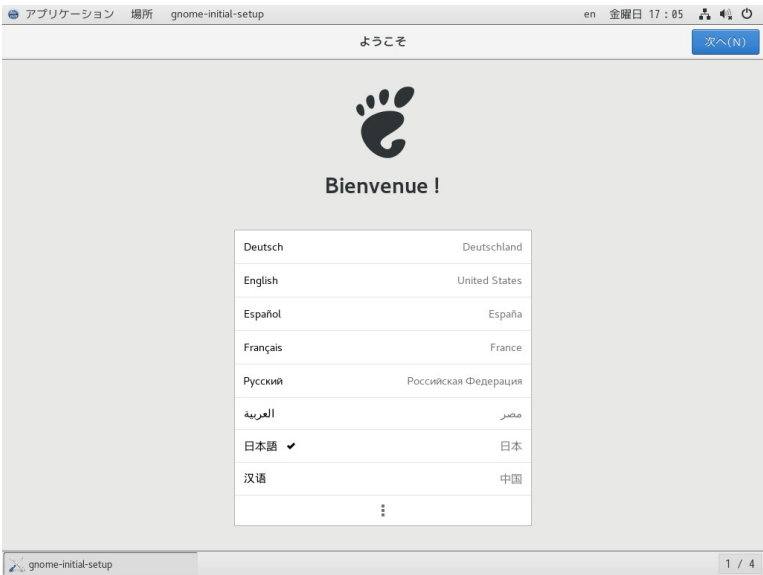 アプリケーション 場所 gnome-initial-setup en 金曜日 17：05
ようこそ 次へ(N)
Bienvenue !
Deutsch Deutschland
English United States
Español España
Français France
Русский Российская Федерация
العربية مصر
日本語 ✔ 日本
汉语 中国
gnome-initial-setup 1 / 4